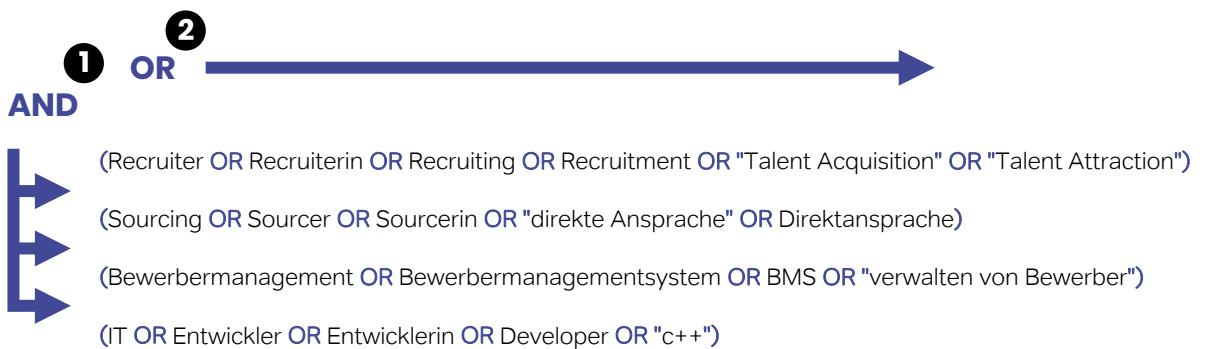 2
1
OR
AND
(Recruiter OR Recruiterin OR Recruiting OR Recruitment OR "Talent Acquisition" OR "Talent Attraction")
(Sourcing OR Sourcer OR Sourcerin OR "direkte Ansprache" OR Direktansprache)
(Bewerbermanagement OR Bewerbermanagementsystem OR BMS OR "verwalten von Bewerber")
(IT OR Entwickler OR Entwicklerin OR Developer OR "c++")